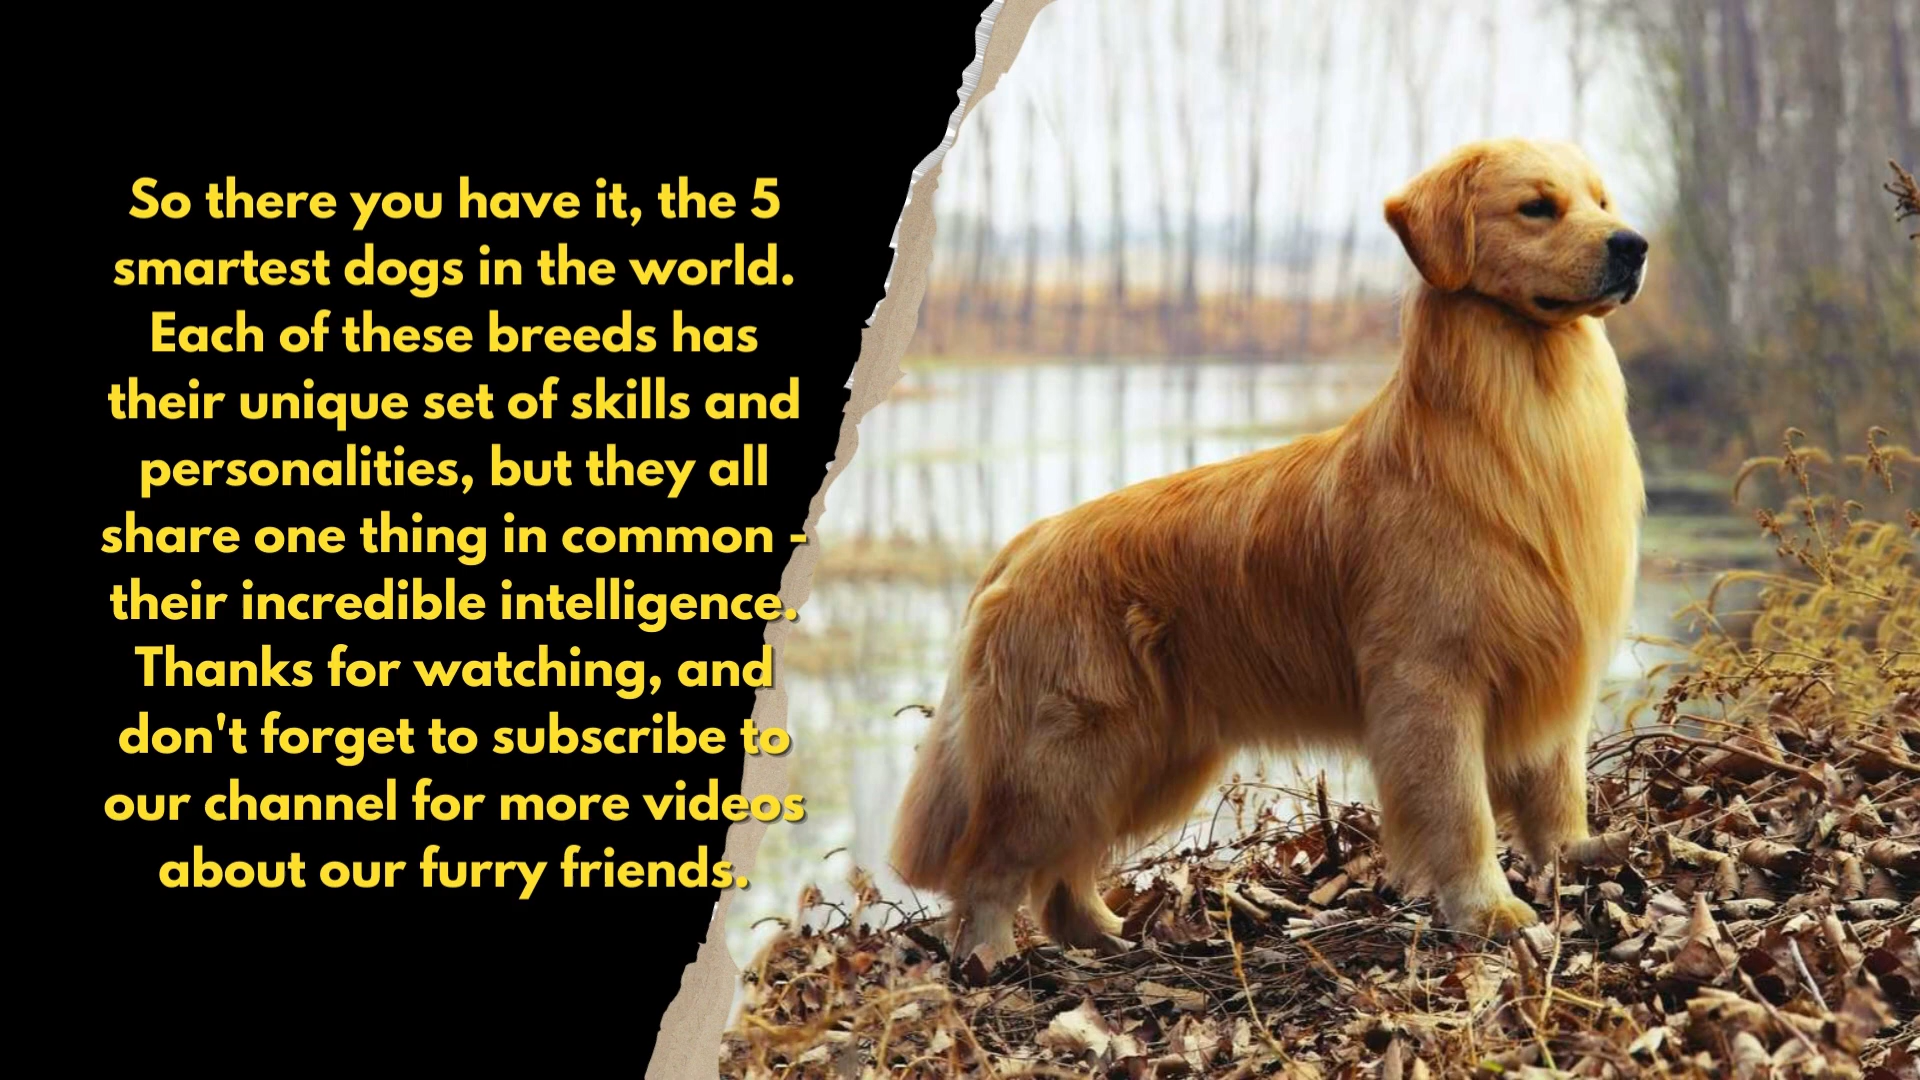 So there you have it, the 5
smartest dogs in the world.
Each of these breeds has
their unique set of skills and
personalities, but they all
share one thing in common -
their incredible intelligence.
Thanks for watching, and
don't forget to subscribe to
our channel for more videos
about our furry friends.